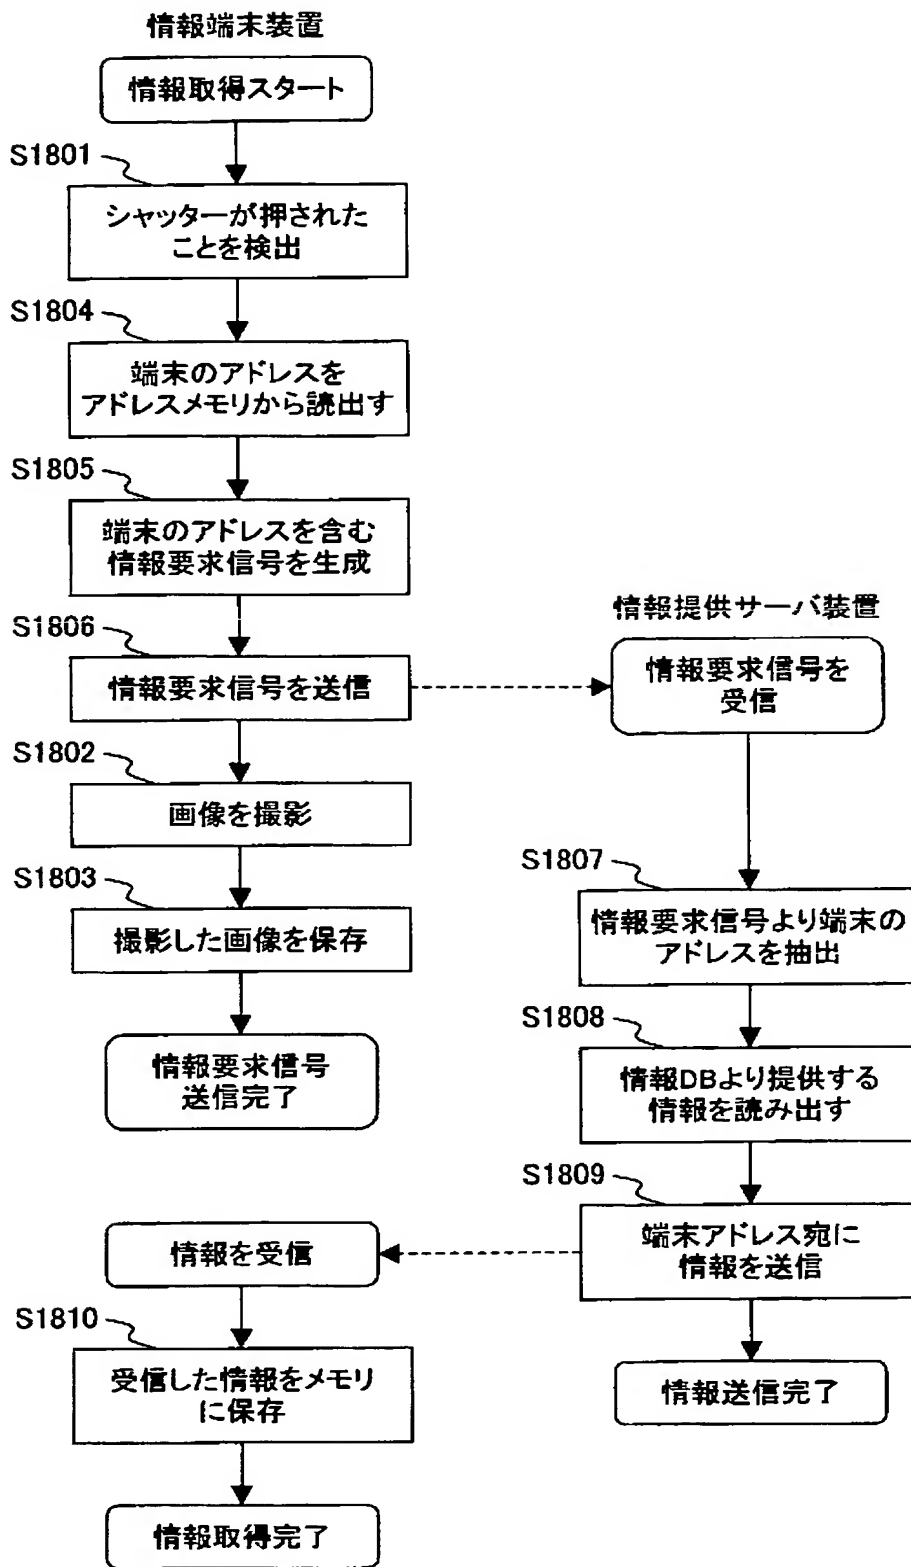 情報端末装置
情報取得スタート
S1801
シャッターが押された
ことを検出
S1804
端末のアドレスを
アドレスメモリから読出す
S1805
端末のアドレスを含む
情報要求信号を生成
S1806
情報要求信号を送信
S1802
画像を撮影
S1803
撮影した画像を保存
情報要求信号
送信完了
情報提供サーバ装置
情報要求信号を
受信
S1807
情報要求信号より端末の
アドレスを抽出
S1808
情報DBより提供する
情報を読み出す
S1809
端末アドレス宛に
情報を送信
情報送信完了
情報を受信
S1810
受信した情報をメモリ
に保存
情報取得完了